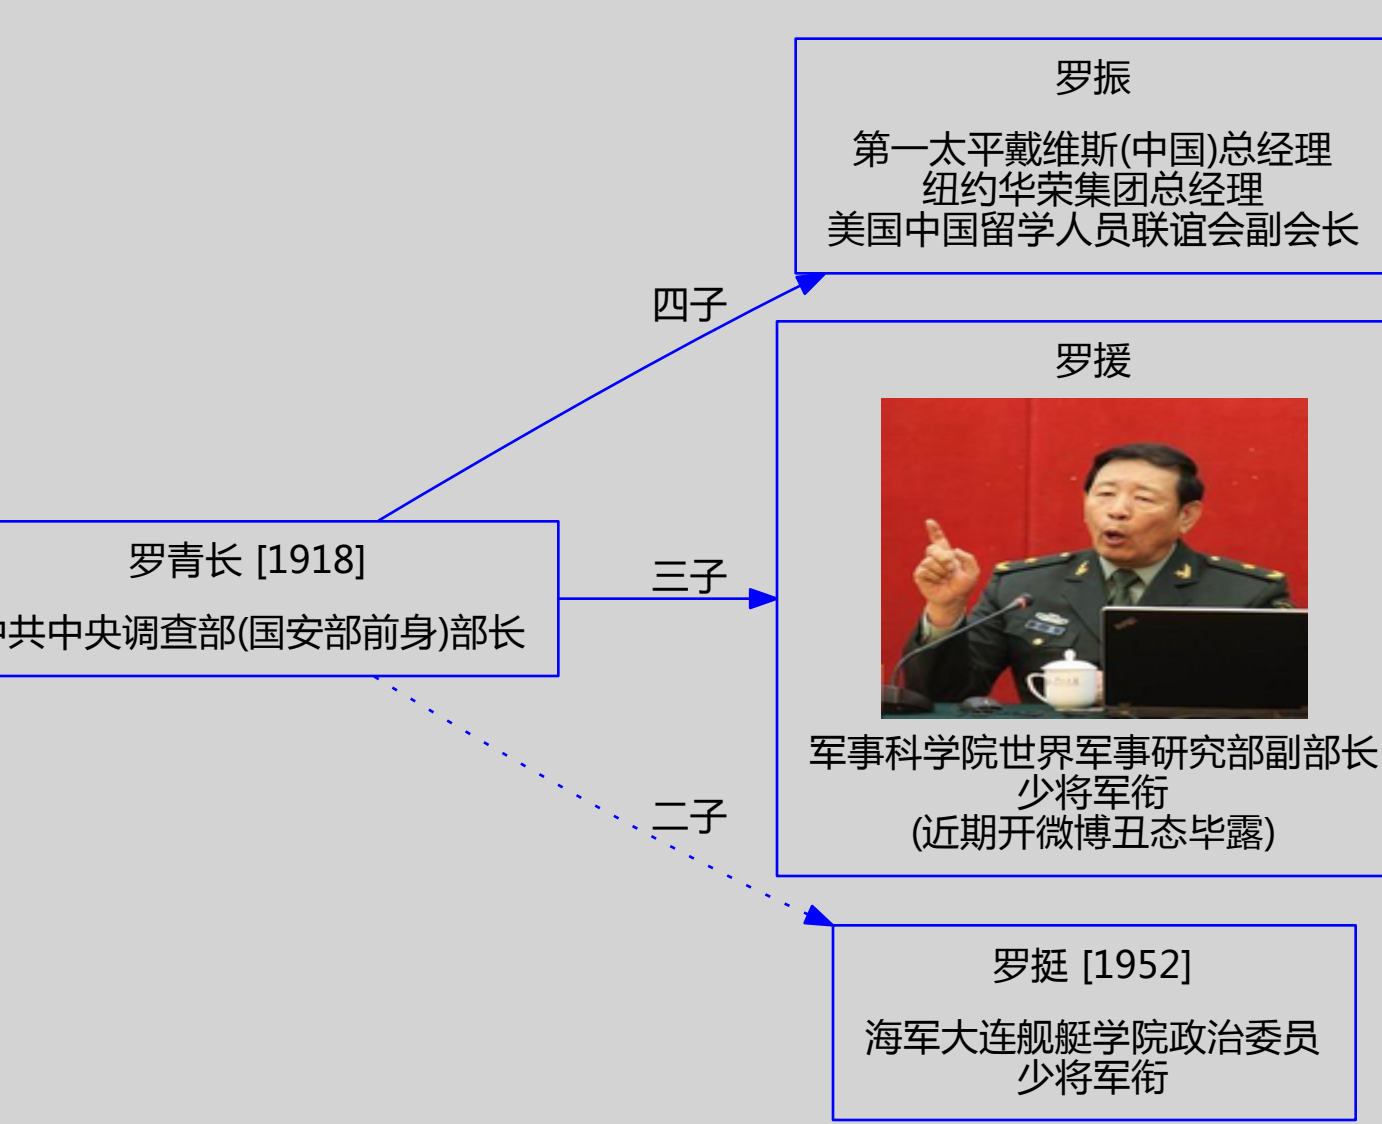 罗振
第一太平戴维斯(中国)总经理
纽约华荣集团总经理
美国中国留学人员联谊会副会长
四子
罗援
罗青长 [1918]
中共中央调查部(国安部前身)部长
三子
军事科学院世界军事研究部副部长
少将军衔
(近期开微博丑态毕露)
二子
罗挺 [1952]
海军大连舰艇学院政治委员
少将军衔